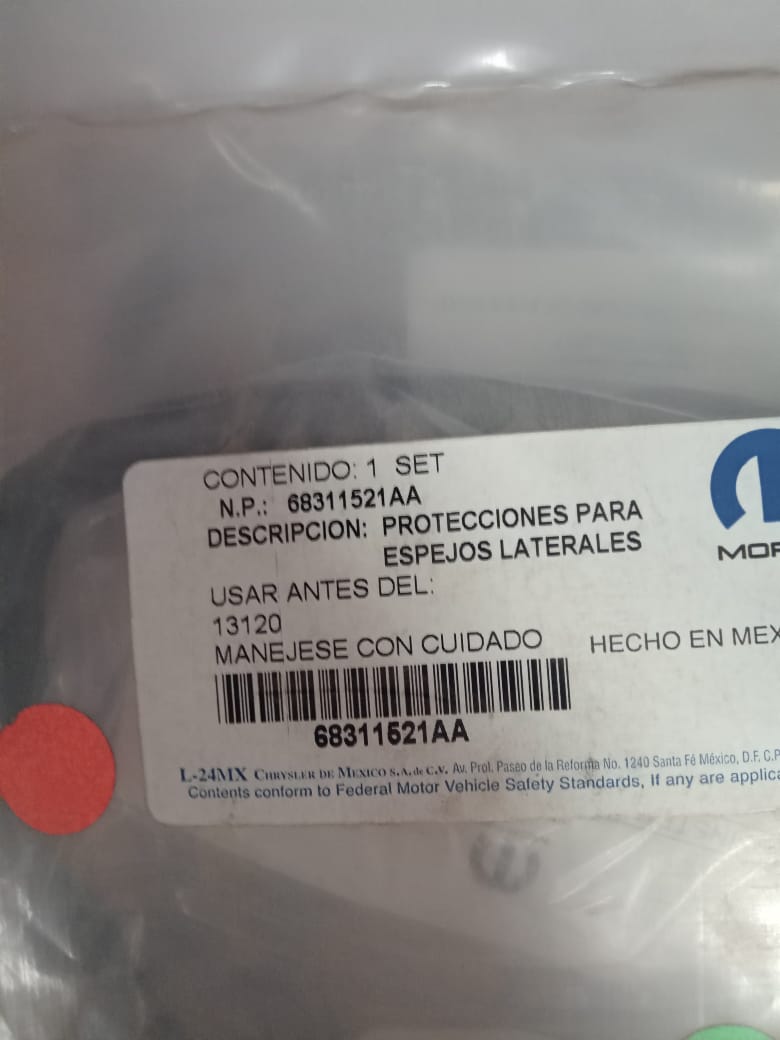 CONTENIDO: 1 SET
N.P.: 68311521AA
DESCRIPCION: PROTECCIONES PARA
ESPEJOS LATERALES
USAR ANTES DEL:
13120
MANEJESE CON CUIDADO
HECHO EN MEX
MOP
68311521AA
L-24MX CHRYSLER DE MEXICO S.A. de C.V. Av. Prol. Paseo de la Reforma No. 1240 Santa Fé México, D.F. C.P
Contents conform to Federal Motor Vehicle Safety Standards, If any are applica